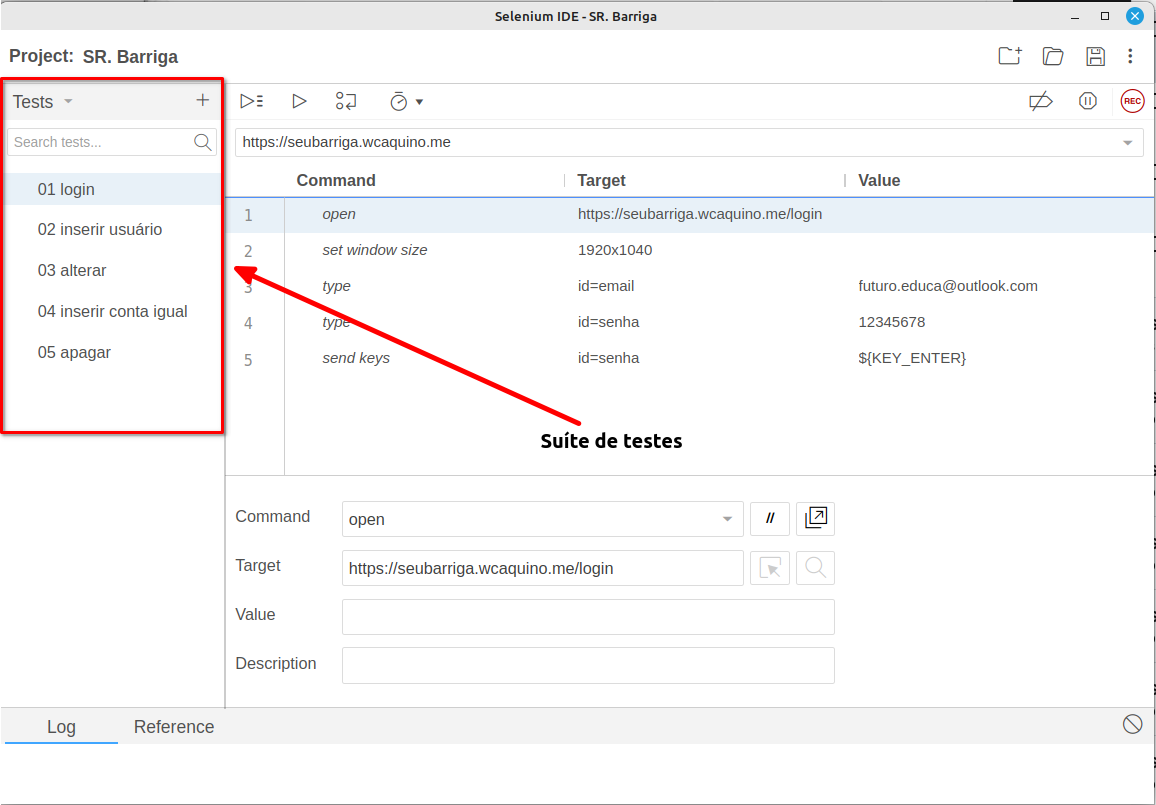 Selenium IDE - SR. Barriga
Project: SR. Barriga
Tests
Search tests...
01 login
02 inserir usuário
03 alterar
04 inserir conta igual
05 apagar
REC
https://seubarriga.wcaquino.me
Command Target Value
1 open https://seubarriga.wcaquino.me/login
2 set window size 1920x1040
3 type id=email futuro.educa@outlook.com
4 type id=senha 12345678
5 send keys id=senha ${KEY_ENTER}
Suíte de testes
Command open //
Target https://seubarriga.wcaquino.me/login
Value
Description
Log Reference